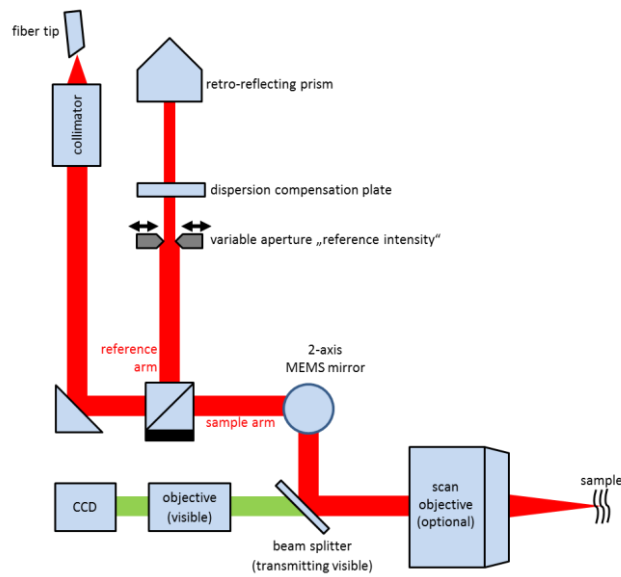 fiber tip
collimator
retro-reflecting prism
dispersion compensation plate
variable aperture „reference intensity“
reference
arm
2-axis
MEMS mirror
sample arm
CCD
objective
(visible)
beam splitter
(transmitting visible)
scan
objective
(optional)
sample